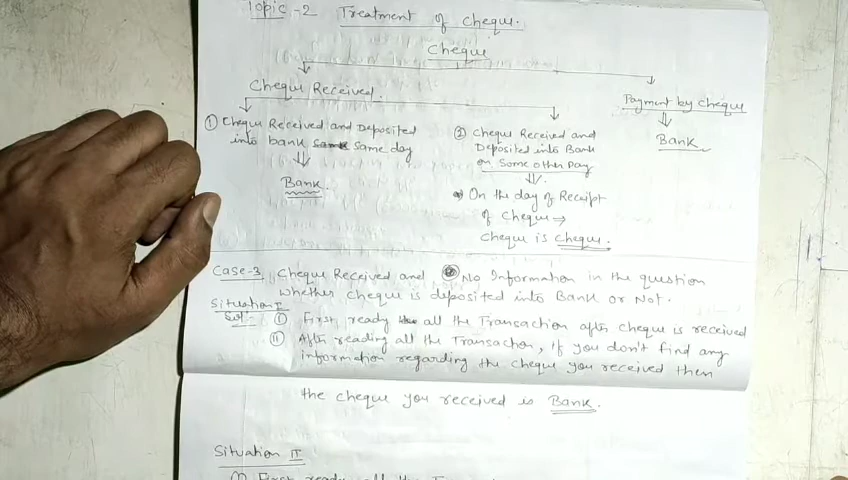 Topic-2 Treatment of cheque.
Cheque
Cheque Received.
Payment by cheque
Bank
① Cheque Received and Deposited
into bank same day
Bank.
② Cheque Received and
Deposited into Bank
on Some other Day
a) On the day of Receipt
of Cheque →
Cheque is Cheque.
Case-3 Cheque Received and No Information in the question
whether cheque is deposited into Bank or Not.
Situation I
Sol:- (i) First ready all the Transaction after cheque is received
(ii) After reading all the Transaction, If you don't find any
information regarding the cheque you received then
the cheque you received is Bank.
Situation II
(i) First ready all the